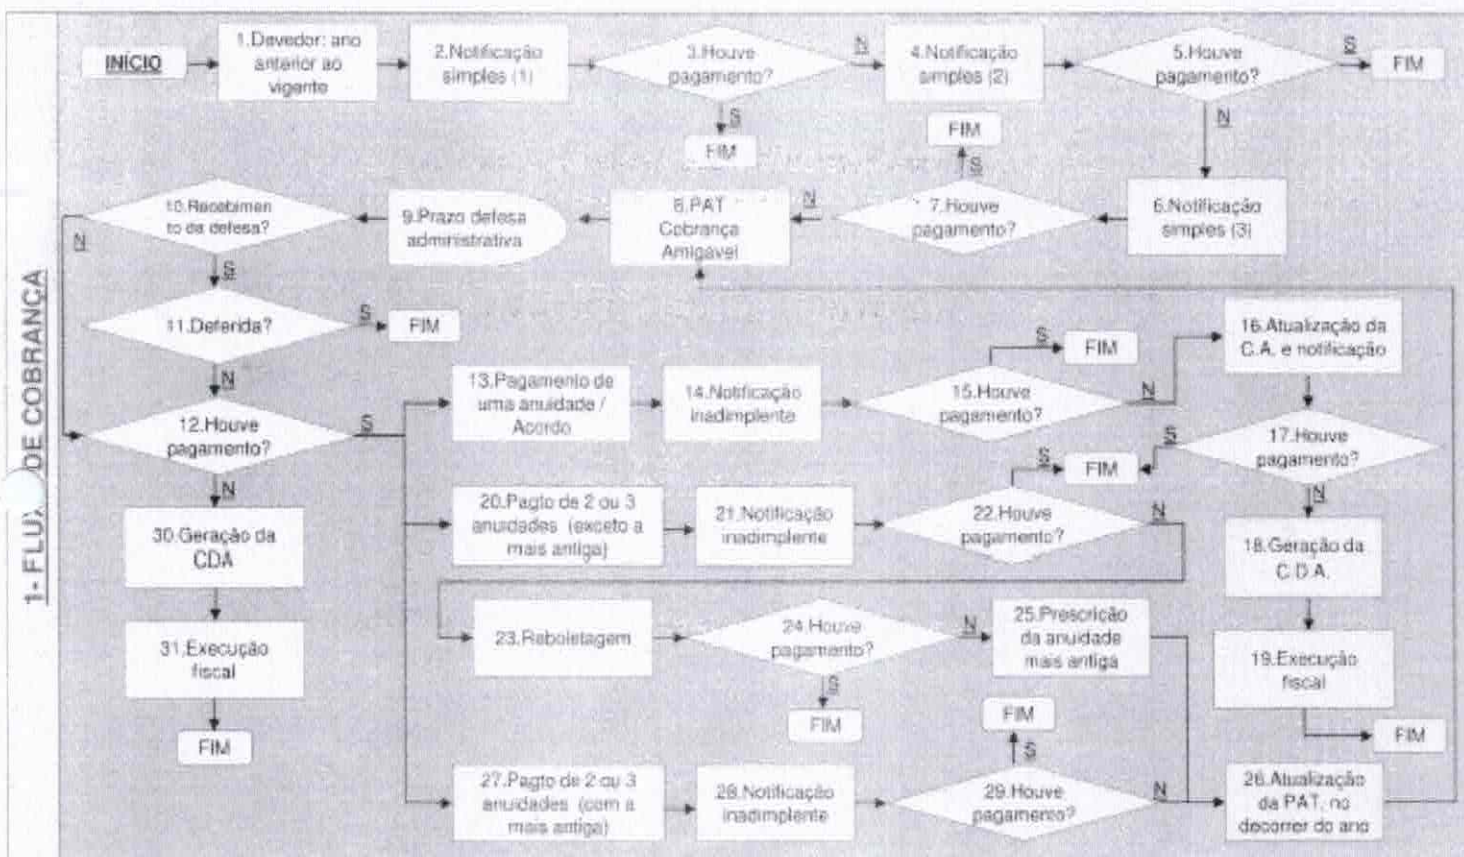 1- FLUXO DE COBRANÇA
INÍCIO
1.Devedor: ano
anterior ao
vigente
2.Notificação
simples (1)
3.Houve
pagamento?
4.Notificação
simples (2)
5.Houve
pagamento?
S
FIM
S
FIM
N
FIM
S
10.Recebimen
to da defesa?
N
9.Prazo defesa
administrativa
8.PAT
Cobrança
Amigavel
N
7.Houve
pagamento?
6.Notificação
simples (3)
S
11.Deferida?
S
FIM
N
12.Houve
pagamento?
S
N
13.Pagamento de
uma anuidade /
Acordo
14.Notificação
inadimplente
15.Houve
pagamento?
S
FIM
N
16.Atualização da
C.A. e notificação
17.Houve
pagamento?
S
FIM
S
N
20.Pagto de 2 ou 3
anuidades (exceto a
mais antiga)
21.Notificação
inadimplente
22.Houve
pagamento?
N
18.Geração da
C.D.A.
30.Geração da
CDA
31.Execução
fiscal
FIM
23.Reboletagem
24.Houve
pagamento?
N
S
FIM
25.Prescrição
da anuidade
mais antiga
19.Execução
fiscal
FIM
27.Pagto de 2 ou 3
anuidades (com a
mais antiga)
28.Notificação
inadimplente
29.Houve
pagamento?
S
FIM
N
26.Atualização
da PAT, no
decorrer do ano